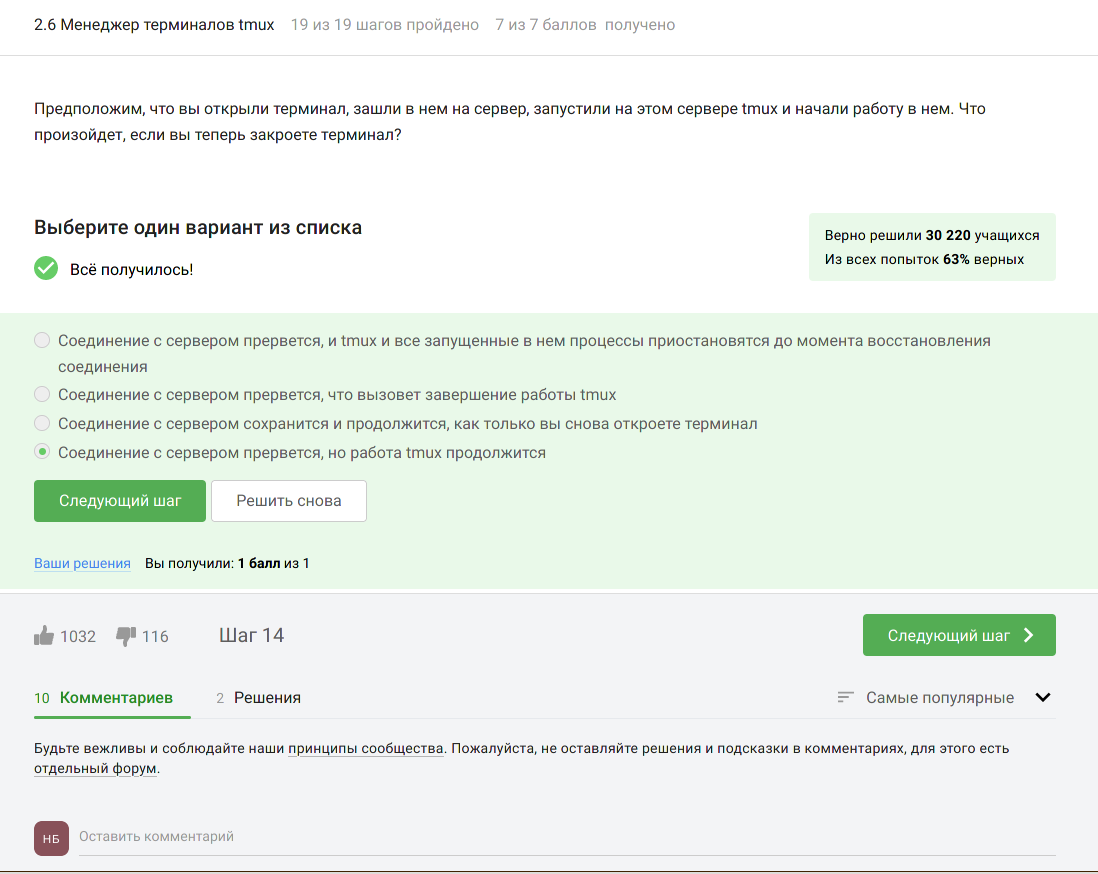 2.6 Менеджер терминалов tmux 19 из 19 шагов пройдено 7 из 7 баллов получено
Предположим, что вы открыли терминал, зашли в нем на сервер, запустили на этом сервере tmux и начали работу в нем. Что
произойдет, если вы теперь закроете терминал?
Выберите один вариант из списка
Всё получилось!
Верно решили 30 220 учащихся
Из всех попыток 63% верных
Соединение с сервером прервется, и tmux и все запущенные в нем процессы приостановятся до момента восстановления
соединения
Соединение с сервером прервется, что вызовет завершение работы tmux
Соединение с сервером сохранится и продолжится, как только вы снова откроете терминал
Соединение с сервером прервется, но работа tmux продолжится
Следующий шаг Решить снова
Ваши решения Вы получили: 1 балл из 1
1032 116 Шаг 14 Следующий шаг
10 Комментариев 2 Решения Самые популярные
Будьте вежливы и соблюдайте наши принципы сообщества. Пожалуйста, не оставляйте решения и подсказки в комментариях, для этого есть
отдельный форум.
НБ Оставить комментарий